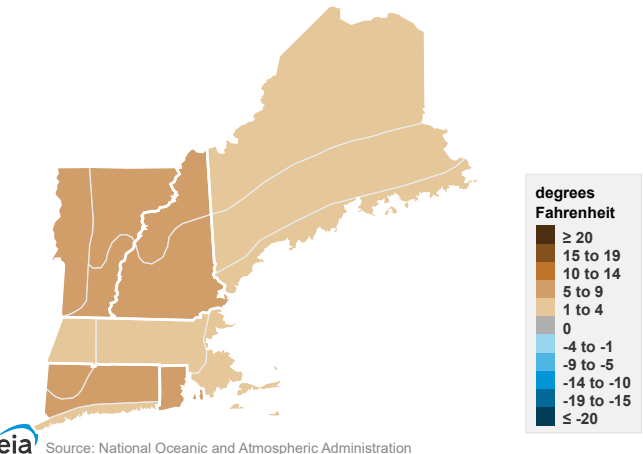 degrees
Fahrenheit
≥ 20
15 to 19
10 to 14
5 to 9
1 to 4
0
-4 to -1
-9 to -5
-14 to -10
-19 to -15
≤ -20
eia Source: National Oceanic and Atmospheric Administration